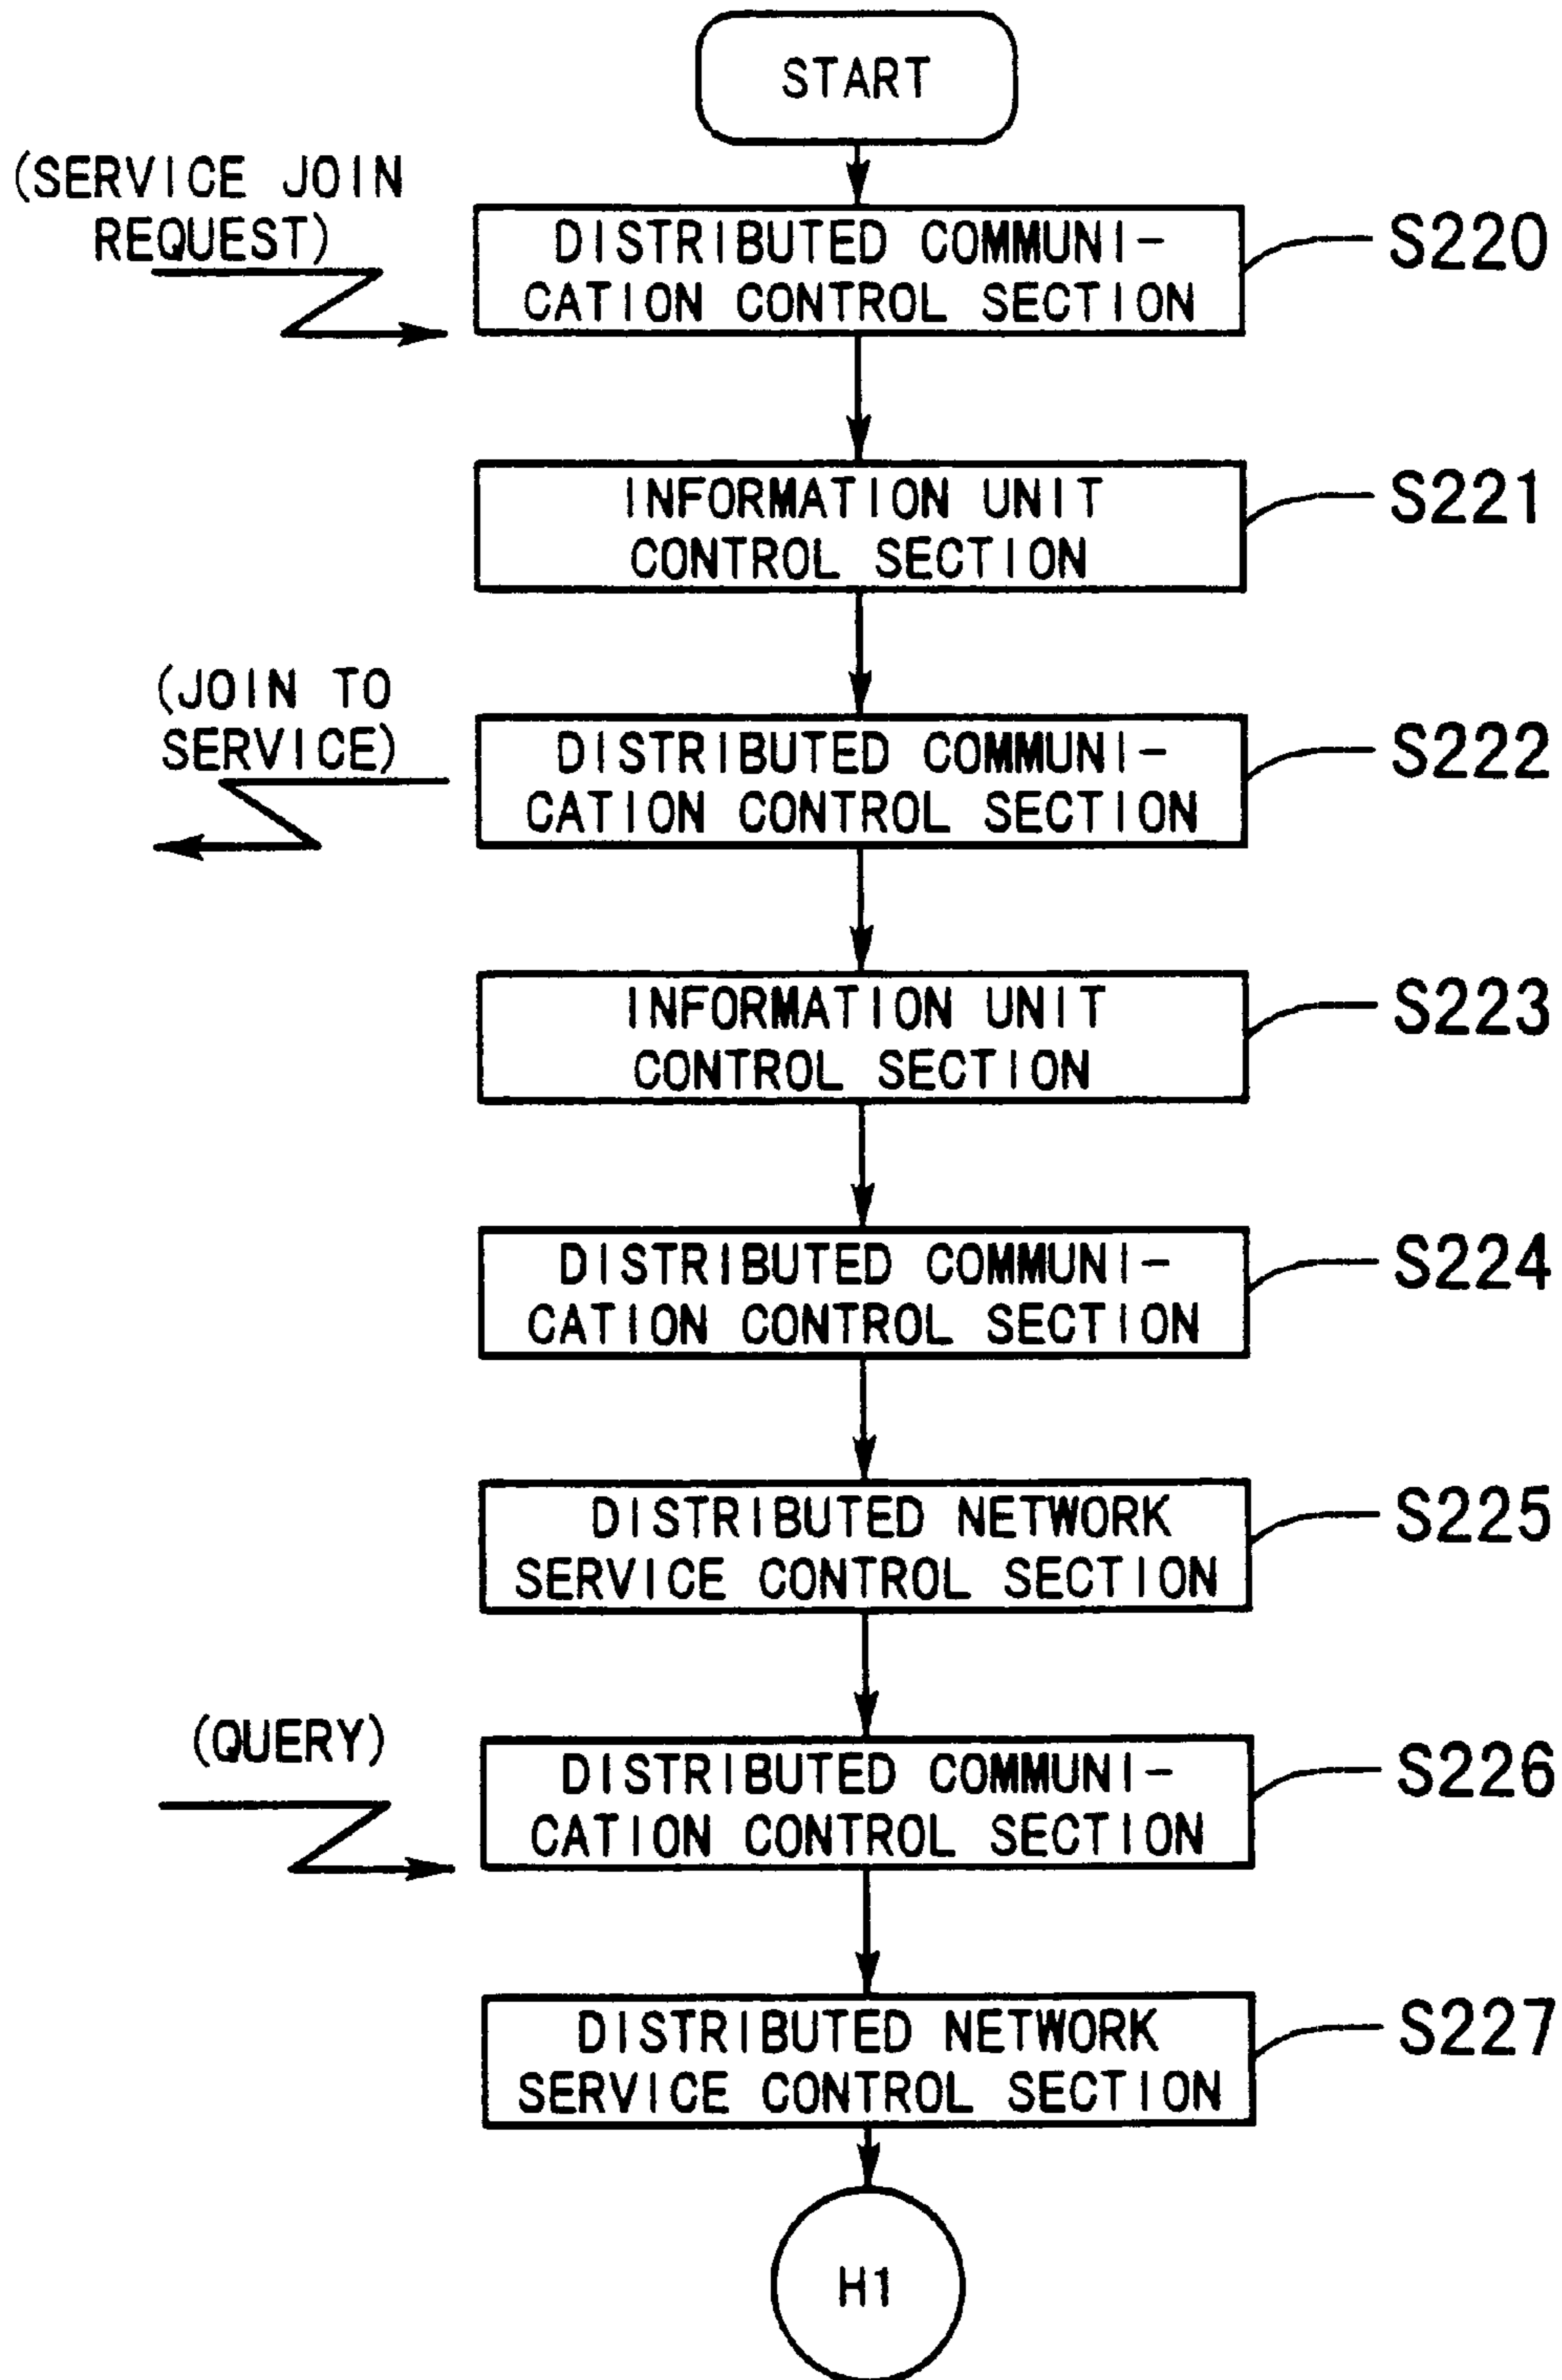 START
(SERVICE JOIN
REQUEST)
DISTRIBUTED COMMUNI-
CATION CONTROL SECTION
S220
INFORMATION UNIT
CONTROL SECTION
S221
(JOIN TO
SERVICE)
DISTRIBUTED COMMUNI-
CATION CONTROL SECTION
S222
INFORMATION UNIT
CONTROL SECTION
S223
DISTRIBUTED COMMUNI-
CATION CONTROL SECTION
S224
DISTRIBUTED NETWORK
SERVICE CONTROL SECTION
S225
(QUERY)
DISTRIBUTED COMMUNI-
CATION CONTROL SECTION
S226
DISTRIBUTED NETWORK
SERVICE CONTROL SECTION
S227
H1